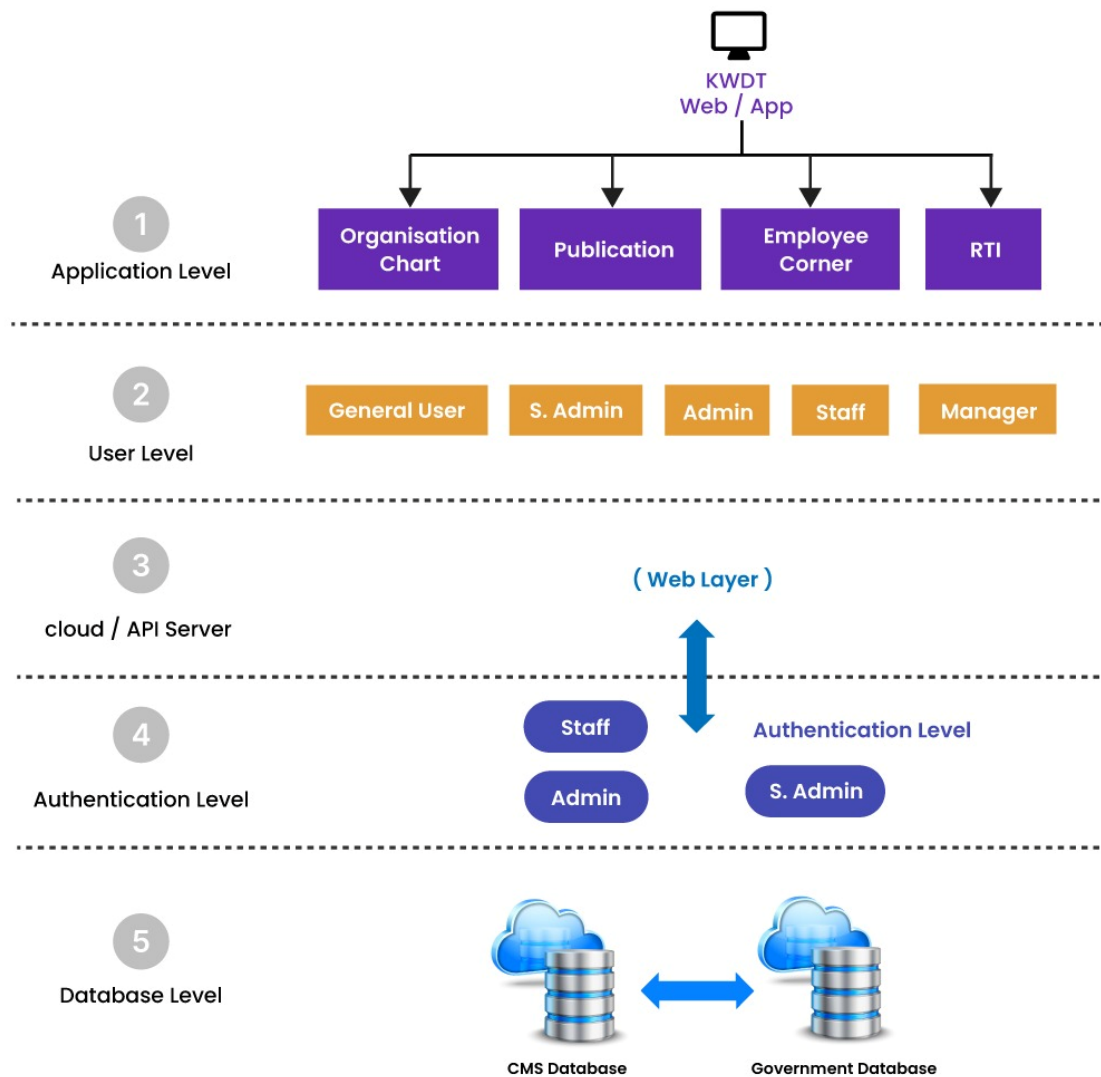 KWDT
Web / App
1
Application Level
Organisation
Chart
Publication
Employee
Corner
RTI
2
User Level
General User
S. Admin
Admin
Staff
Manager
3
cloud / API Server
( Web Layer )
4
Authentication Level
Staff
Admin
Authentication Level
S. Admin
5
Database Level
CMS Database
Government Database